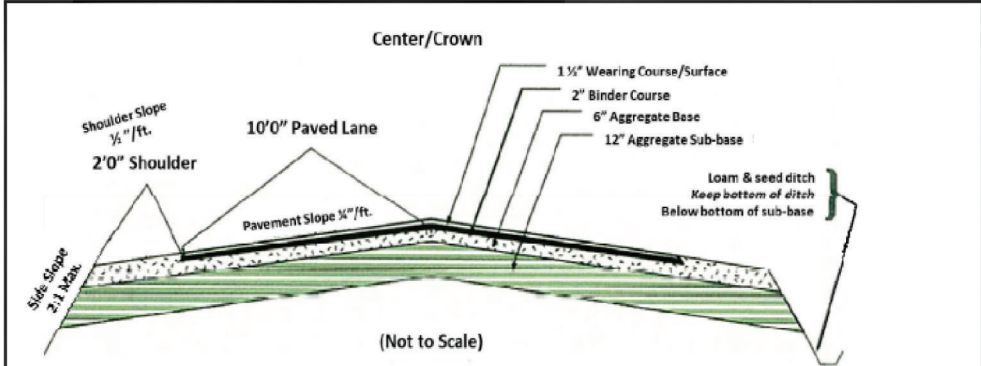 Center/Crown
1 ½" Wearing Course/Surface
2" Binder Course
6" Aggregate Base
12" Aggregate Sub-base
Shoulder Slope
½"/ft.
2'0" Shoulder
10'0" Paved Lane
Loam & seed ditch
Keep bottom of ditch
Below bottom of sub-base
Pavement Slope ¼"/ft.
Side Slope
2:1 Max.
(Not to Scale)